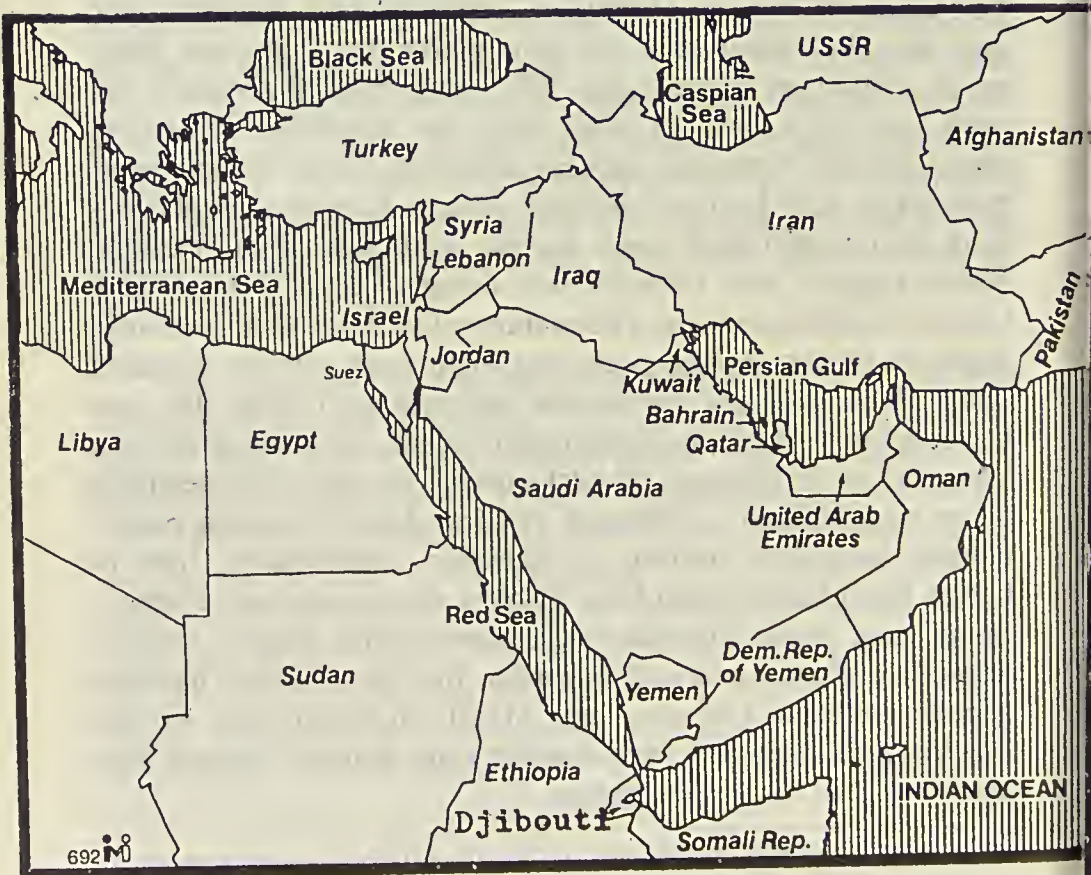 Black Sea
USSR
Caspian
Sea
Afghanistan
Turkey
Syria
Lebanon
Iran
Iraq
Mediterranean Sea
Israel
Jordan
Pakistan
Suez
Kuwait
Persian Gulf
Bahrain
Qatar
Libya
Egypt
Saudi Arabia
Oman
United Arab
Emirates
Red Sea
Dem. Rep.
of Yemen
Sudan
Yemen
Ethiopia
INDIAN OCEAN
Djibouti
Somali Rep.
692